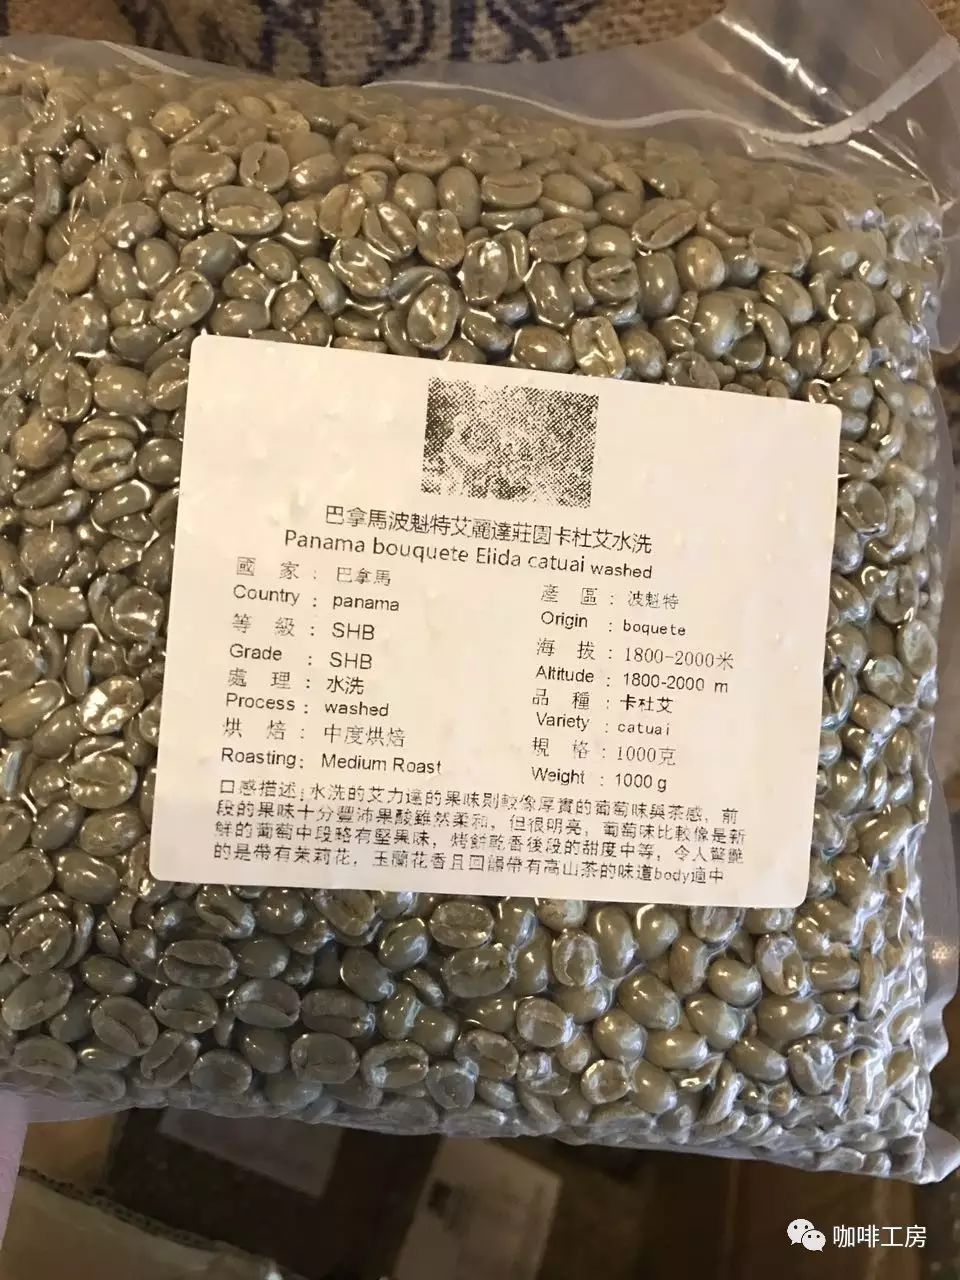 巴拿馬波魁特艾麗達莊園卡杜艾水洗
Panama bouquete Elida catuai washed
國 家 : 巴拿馬
Country : panama
等 級 : SHB
Grade : SHB
處 理 : 水洗
Process : washed
烘 焙 : 中度烘焙
Roasting: Medium Roast
產 區 : 波魁特
Origin : boquete
海 拔 : 1800-2000米
Altitude : 1800-2000 m
品 種 : 卡杜艾
Variety : catuai
規 格 : 1000克
Weight : 1000 g
口感描述:水洗的艾力達的果味則較像厚實的葡萄味與茶感，前
段的果味十分豐沛果酸雖然柔和，但很明亮，葡萄味比較像是新
鮮的葡萄中段略有堅果味，烤餅乾香後段的甜度中等，令人驚艷
的是帶有茉莉花，玉蘭花香且回韻帶有高山茶的味道body適中
咖啡工房